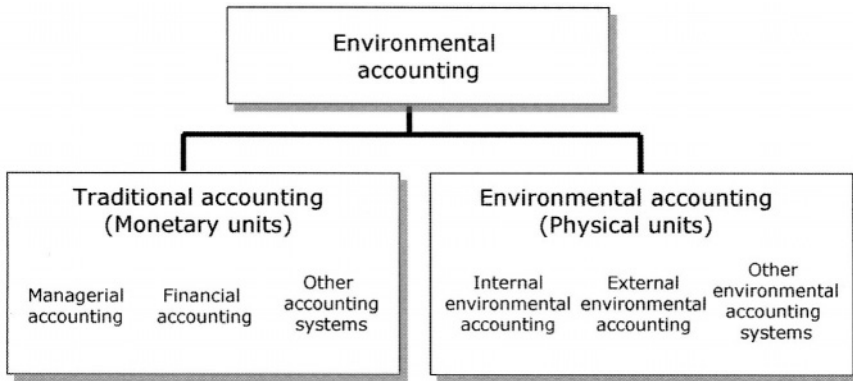 Environmental
accounting
Traditional accounting
(Monetary units)
Managerial
accounting
Financial
accounting
Other
accounting
systems
Environmental accounting
(Physical units)
Internal
environmental
accounting
External
environmental
accounting
Other
environmental
accounting
systems